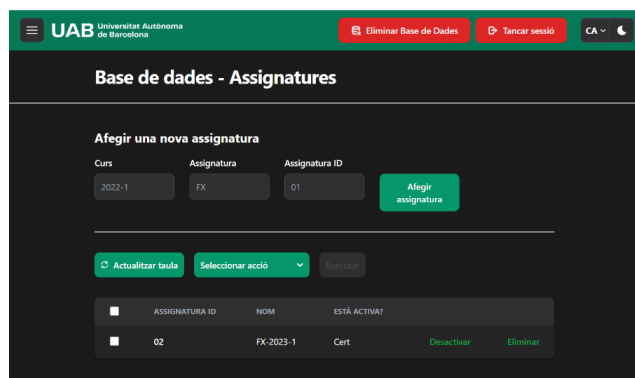 UAB Universitat Autònoma
de Barcelona
Eliminar Base de Dades
Tancar sessió
CA
Base de dades - Assignatures
Afegir una nova assignatura
Curs Assignatura Assignatura ID
2022-1 FX 01
Afegir
assignatura
Actualitzar taula Seleccionar acció Executar
ASSIGNATURA ID NOM ESTÀ ACTIVA?
02 FX-2023-1 Cert Desactivar Eliminar